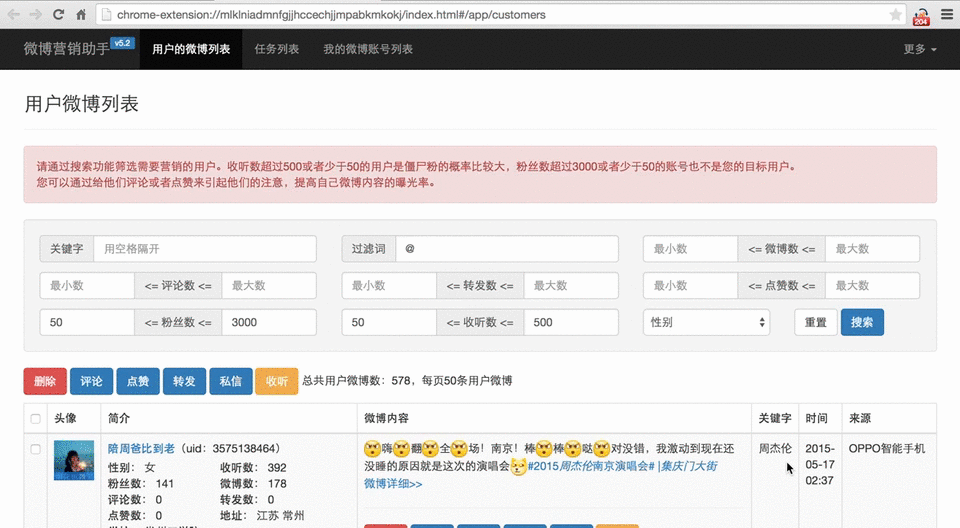 chrome-extension://mlklniadmnfgjjhccechjjmpabkmkokj/index.html#/app/customers
204
微博营销助手 v5.2 用户的微博列表 任务列表 我的微博账号列表 更多
用户微博列表
请通过搜索功能筛选需要营销的用户。收听数超过500或者少于50的用户是僵尸粉的概率比较大，粉丝数超过3000或者少于50的账号也不是您的目标用户。
您可以通过给他们评论或者点赞来引起他们的注意，提高自己微博内容的曝光率。
关键字 用空格隔开 过滤词 @ 最小数 <= 微博数 <= 最大数
最小数 <= 评论数 <= 最大数 最小数 <= 转发数 <= 最大数 最小数 <= 点赞数 <= 最大数
50 <= 粉丝数 <= 3000 50 <= 收听数 <= 500 性别 重置 搜索
删除 评论 点赞 转发 私信 收听 总共用户微博数：578，每页50条用户微博
头像 简介 微博内容 关键字 时间 来源
陪周爸比到老（uid：3575138464）
性别： 女 收听数： 392
粉丝数： 141 微博数： 178
评论数： 0 转发数： 0
点赞数： 0 地址： 江苏 常州
嗨翻全场！南京！棒棒哒对没错，我激动到现在还
没睡的原因就是这次的演唱会#2015周杰伦南京演唱会# |集庆门大街
微博详细>>
周杰伦
2015-
05-17
02:37
OPPO智能手机